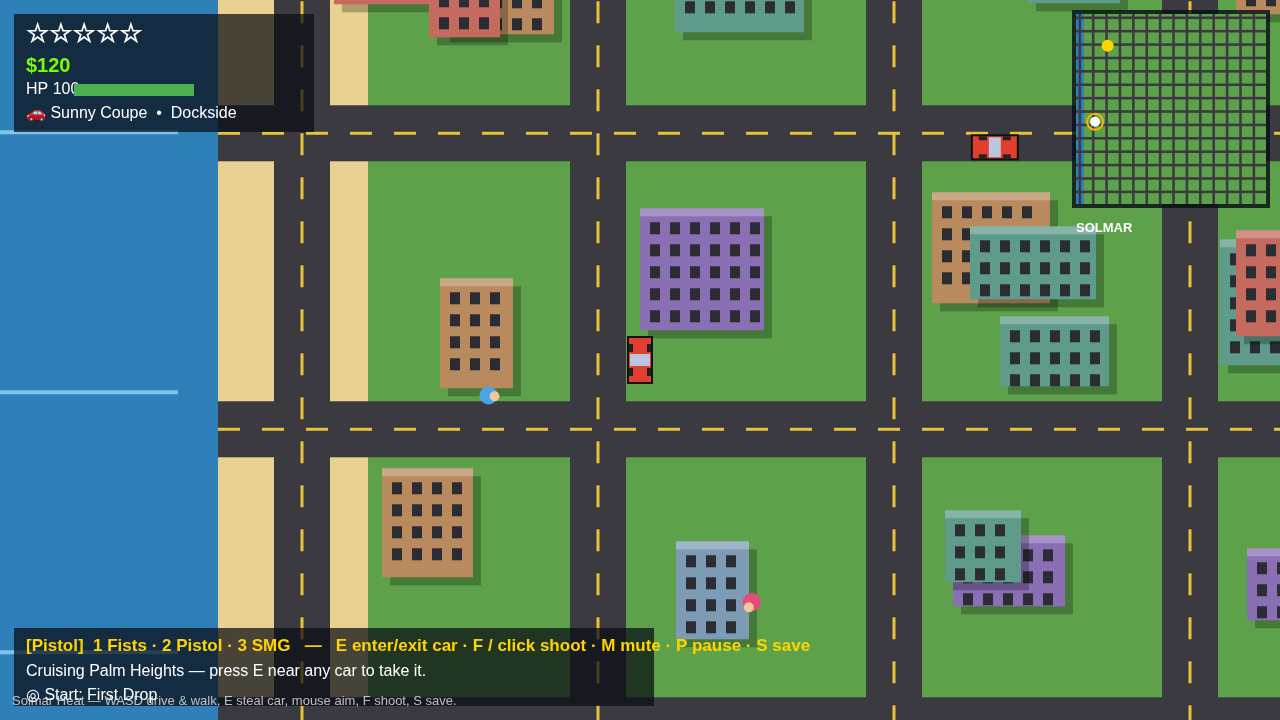 ☆☆☆☆☆
$120
HP 100
🚗 Sunny Coupe • Dockside
SOLMAR
[Pistol] 1 Fists · 2 Pistol · 3 SMG — E enter/exit car · F / click shoot · M mute · P pause · S save
Cruising Palm Heights — press E near any car to take it.
◎ Start: First Drop
Solmar Heat — WASD drive & walk, E steal car, mouse aim, F shoot, S save.